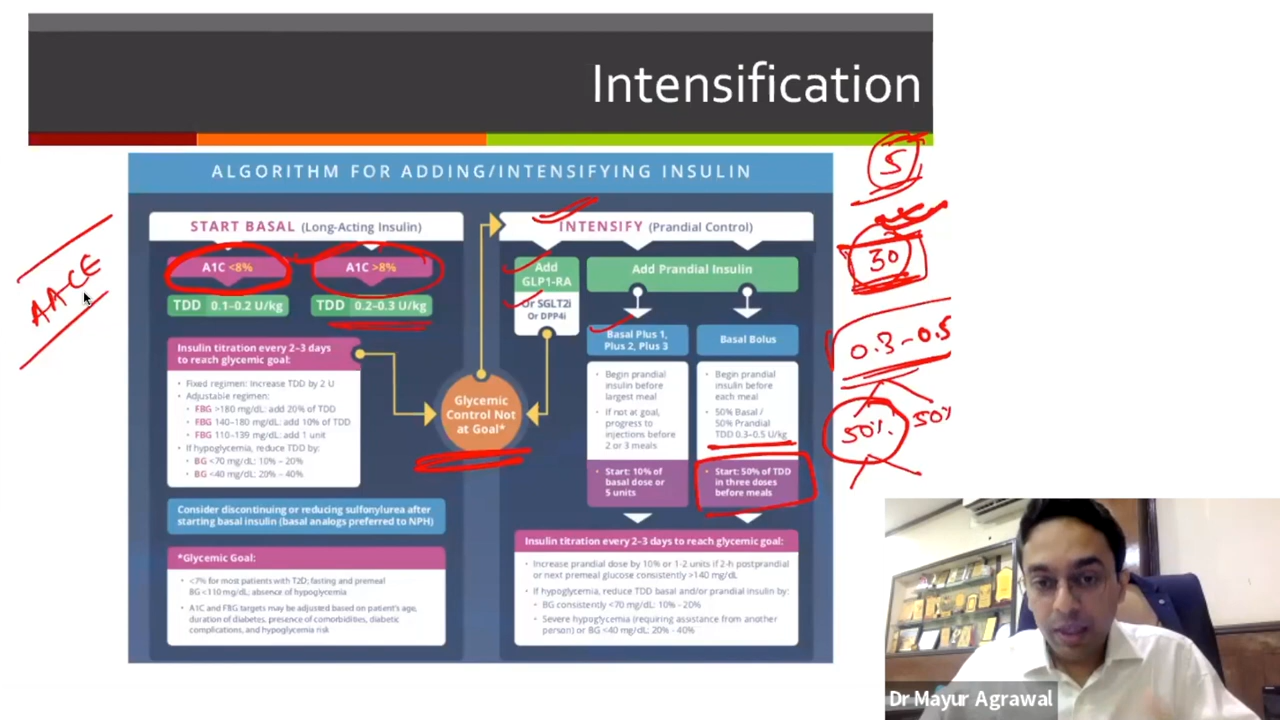 Intensification
ALGORITHM FOR ADDING/INTENSIFYING INSULIN
START BASAL (Long-Acting Insulin)
A1C <8%
A1C >8%
TDD 0.1–0.2 U/kg
TDD 0.2–0.3 U/kg
Insulin titration every 2–3 days
to reach glycemic goal:
• Fixed regimen: Increase TDD by 2 U
• Adjustable regimen:
• FBG >180 mg/dL: add 20% of TDD
• FBG 140–180 mg/dL: add 10% of TDD
• FBG 110–139 mg/dL: add 1 unit
• If hypoglycemia, reduce TDD by:
• BG <70 mg/dL: 10% – 20%
• BG <40 mg/dL: 20% – 40%
Consider discontinuing or reducing sulfonylurea after
starting basal insulin (basal analogs preferred to NPH)
*Glycemic Goal:
• <7% for most patients with T2D; fasting and premeal
BG <110 mg/dL; absence of hypoglycemia
• A1C and FBG targets may be adjusted based on patient's age,
duration of diabetes, presence of comorbidities, diabetic
complications, and hypoglycemia risk
Glycemic
Control Not
at Goal*
INTENSIFY (Prandial Control)
Add
GLP1-RA
Or SGLT2i
Or DPP4i
Add Prandial Insulin
Basal Plus 1,
Plus 2, Plus 3
• Begin prandial
insulin before
largest meal
• If not at goal,
progress to
injections before
2 or 3 meals
• Start: 10% of
basal dose or
5 units
Basal Bolus
• Begin prandial
insulin before
each meal
• 50% Basal /
50% Prandial
TDD 0.3–0.5 U/kg
• Start: 50% of TDD
in three doses
before meals
Insulin titration every 2–3 days to reach glycemic goal:
• Increase prandial dose by 10% or 1-2 units if 2-h postprandial
or next premeal glucose consistently >140 mg/dL
• If hypoglycemia, reduce TDD basal and/or prandial insulin by:
• BG consistently <70 mg/dL: 10% - 20%
• Severe hypoglycemia (requiring assistance from another
person) or BG <40 mg/dL: 20% - 40%
AACE
5
30
0.3-0.5
50%. 50%
Dr Mayur Agrawal